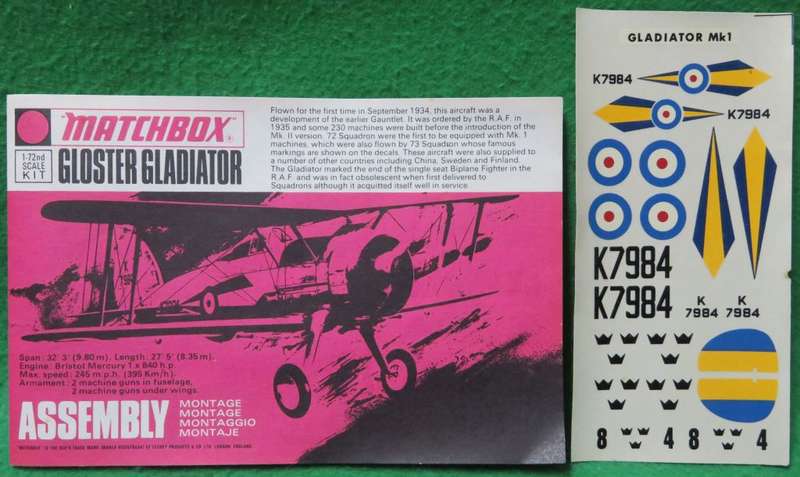 MATCHBOX
1-72nd
SCALE
KIT
GLOSTER GLADIATOR
Flown for the first time in September 1934, this aircraft was a
development of the earlier Gauntlet. It was ordered by the R.A.F. in
1935 and some 230 machines were built before the introduction of the
Mk. II version. 72 Squadron were the first to be equipped with Mk. 1
machines, which were also flown by 73 Squadron whose famous
markings are shown on the decals. These aircraft were also supplied to
a number of other countries including China, Sweden and Finland.
The Gladiator marked the end of the single seat Biplane Fighter in the
R.A.F. and was in fact obsolescent when first delivered to
Squadrons although it acquitted itself well in service.
Span: 32' 3" (9.80 m), Length: 27' 5" (8.35 m).
Engine: Bristol Mercury 1 x 840 h.p.
Max. speed: 245 m.p.h. (395 Km/h).
Armament: 2 machine guns in fuselage,
2 machine guns under wings.
ASSEMBLY
MONTAGE
MONTAGE
MONTAGGIO
MONTAJE
GLADIATOR Mk1
K7984
K7984
K7984
K7984
K
7984
K
7984
8 4 8 4